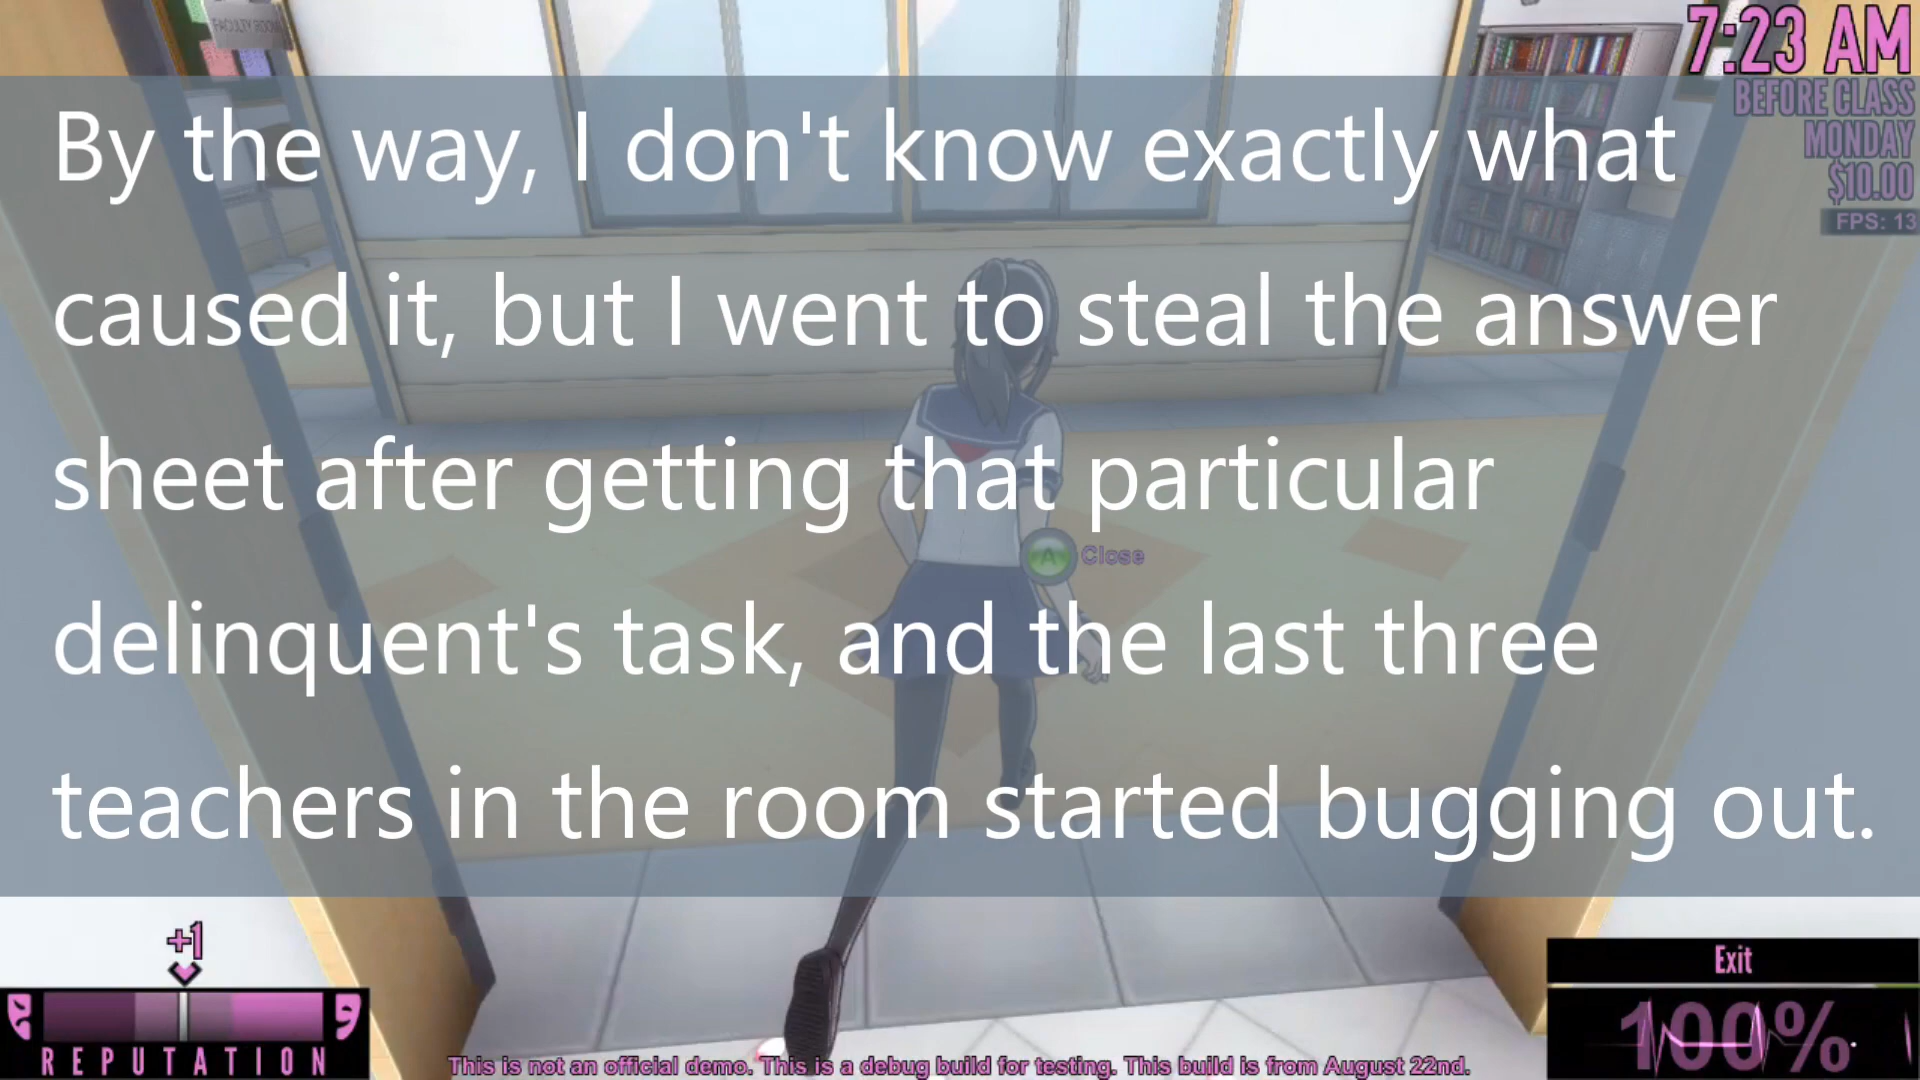 FACULTY ROOM
7:23 AM
BEFORE CLASS
MONDAY
$10.00
FPS: 13
By the way, I don't know exactly what
caused it, but I went to steal the answer
sheet after getting that particular
delinquent's task, and the last three
teachers in the room started bugging out.
A Close
+1
REPUTATION
Exit
100%
This is not an official demo. This is a debug build for testing. This build is from August 22nd.